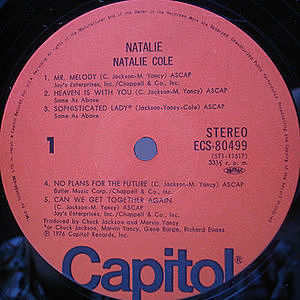 NATALIE
NATALIE COLE
1. MR. MELODY (C. Jackson-M. Yancy) ASCAP
Jay's Enterprises, Inc./Chappell & Co., Inc.
2. HEAVEN IS WITH YOU (C. Jackson-M. Yancy) ASCAP
Same As Above
3. SOPHISTICATED LADY (Jackson-Yancy-Cole) ASCAP
Same As Above
1
STEREO
ECS-80499
(ST1-11517)
33⅓ r.p.m.
4. NO PLANS FOR THE FUTURE (C. Jackson-M. Yancy) ASCAP
Butler Music Corp./Chappell & Co., Inc.
5. CAN WE GET TOGETHER AGAIN
(C. Jackson-M. Yancy) ASCAP
Jay's Enterprises, Inc./Chappell & Co., Inc.
Produced by Chuck Jackson and Marvin Yancy
*or Chuck Jackson, Marvin Yancy, Gene Barge, Richard Evans
Ⓟ 1976 Capitol Records, Inc.
Capitol